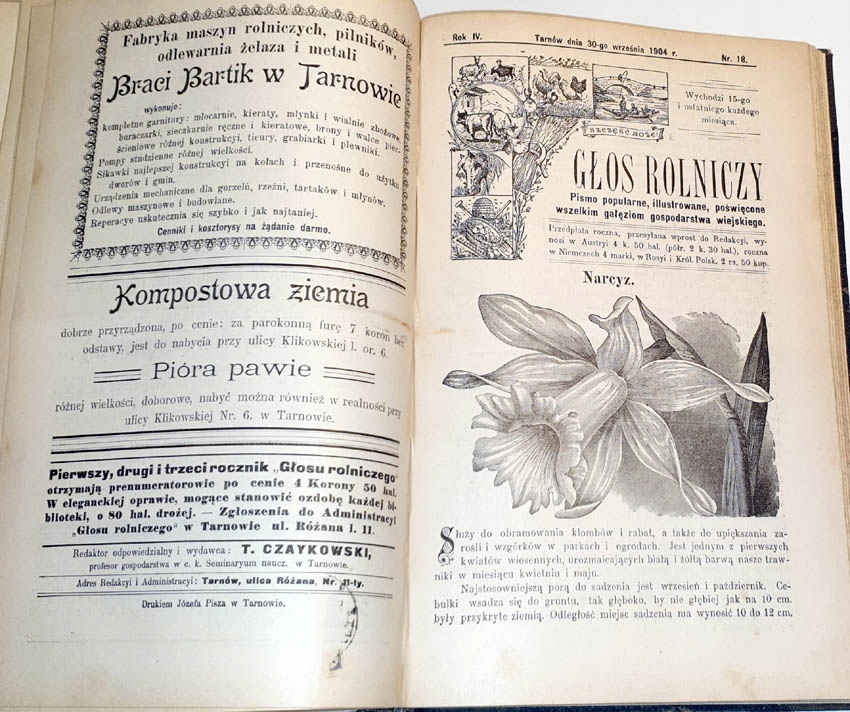 Fabryka maszyn rolniczych, pilników,
odlewarnia żelaza i metali
Braci Bartik w Tarnowie
wykonuje:
kompletne garnitury: młocarnie, kieraty, młynki i wialnie zbożowe,
buraczarki, sieczkarnie ręczne i kieratowe, brony i walce pier-
ścieniowe różnej konstrukcyi, tieury, grabiarki i plewniki.
Pompy studzienne różnej wielkości.
Sikawki najlepszej konstrukcyi na kołach i przenośne do użytku
dworów i gmin.
Urządzenia mechaniczne dla gorzelń, rzeźni, tartaków i młynów.
Odlewy maszynowe i budowlane.
Reperacye uskutecznia się szybko i jak najtaniej.
Cenniki i kosztorysy na żądanie darmo.
Kompostowa ziemia
dobrze przyrządzona, po cenie: za parokonną furę 7 koron bez
odstawy, jest do nabycia przy ulicy Klikowskiej l. or. 6.
Pióra pawie
różnej wielkości, doborowe, nabyć można również w realności przy
ulicy Klikowskiej Nr. 6. w Tarnowie.
Pierwszy, drugi i trzeci rocznik „Głosu rolniczego"
otrzymają prenumeratorowie po cenie 4 Korony 50 hal.
W eleganckiej oprawie, mogące stanowić ozdobę każdej bi-
blioteki, o 80 hal. drożej. — Zgłoszenia do Administracyi
„Głosu rolniczego" w Tarnowie ul. Różana l. 11.
Redaktor odpowiedzialny i wydawca: T. CZAYKOWSKI,
profesor gospodarstwa w c. k. Seminaryum naucz. w Tarnowie.
Adres Redakcyi i Administracyi: Tarnów, ulica Różana, Nr. 11-ty.
Drukiem Józefa Pisza w Tarnowie.
Rok IV.
Tarnów dnia 30-go września 1904 r.
Nr. 18.
Wychodzi 15-go
i ostatniego każdego
miesiąca.
SZCZĘŚĆ BOŻE!
GŁOS ROLNICZY
Pismo popularne, illustrowane, poświęcone
wszelkim gałęziom gospodarstwa wiejskiego.
Przedpłata roczna, przesyłana wprost do Redakcyi, wy-
nosi w Austryi 4 k. 50 hal. (półr. 2 k. 30 hal.), roczna
w Niemczech 4 marki, w Rosyi i Król. Polsk. 2 rs. 50 kop.
Narcyz.
Służy do obramowania klombów i rabat, a także do upiększania za-
rośli i wzgórków w parkach i ogrodach. Jest jednym z pierwszych
kwiatów wiosennych, urozmaicających białą i żółtą barwą nasze traw-
niki w miesiącu kwietniu i maju.
Najstosowniejszą porą do sadzenia jest wrzesień i październik. Ce-
bulki wsadza się do gruntu, tak głęboko, by nie głębiej jak na 10 cm.
były przykryte ziemią. Odległość miejsc sadzenia ma wynosić 10 do 12 cm.